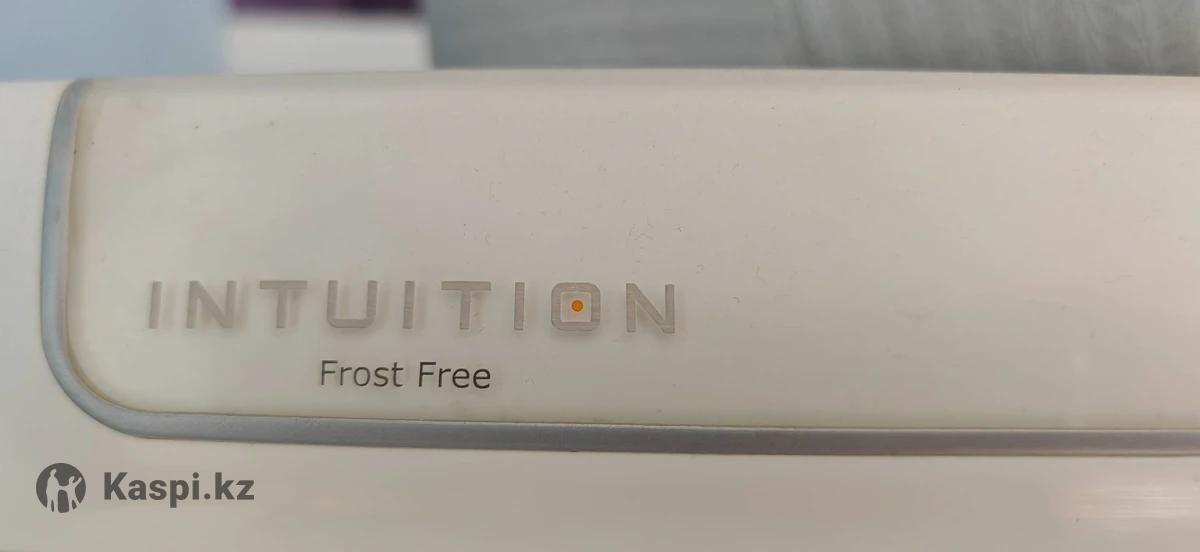 INTUITION
Frost Free
Kaspi.kz